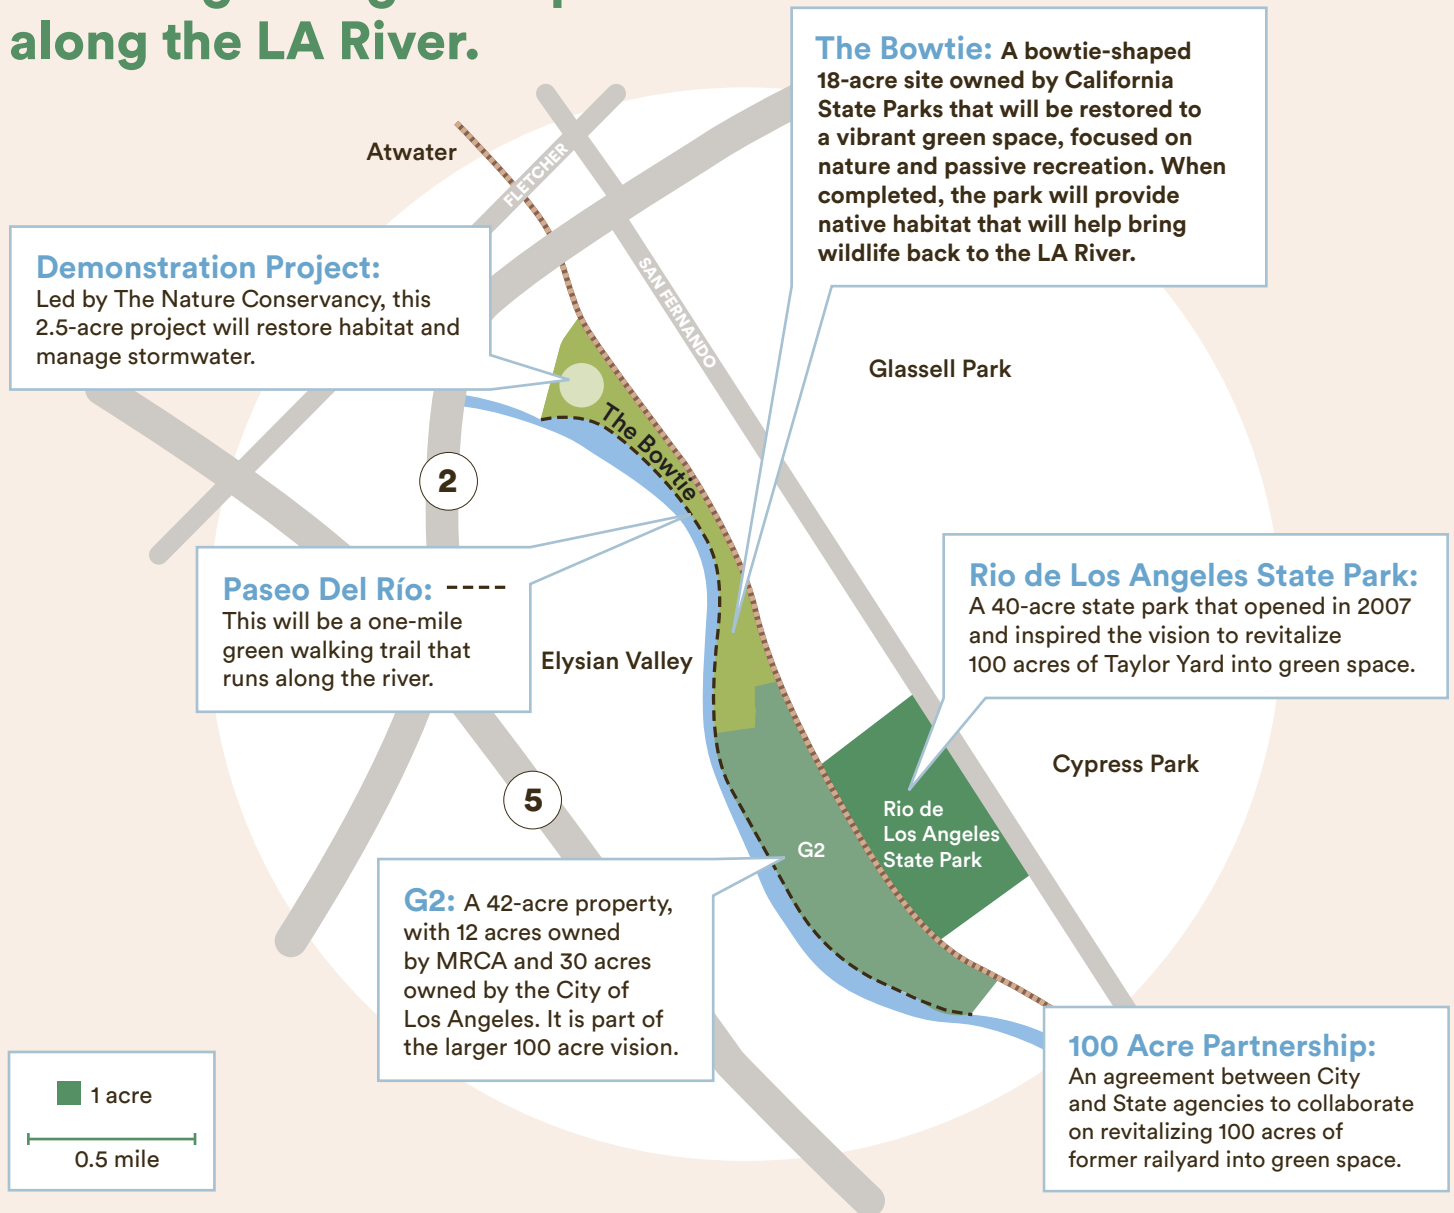 along the LA River.
The Bowtie: A bowtie-shaped
18-acre site owned by California
State Parks that will be restored to
a vibrant green space, focused on
nature and passive recreation. When
completed, the park will provide
native habitat that will help bring
wildlife back to the LA River.
Atwater
FLETCHER
SAN FERNANDO
Demonstration Project:
Led by The Nature Conservancy, this
2.5-acre project will restore habitat and
manage stormwater.
Glassell Park
The Bowtie
2
Paseo Del Río: ----
This will be a one-mile
green walking trail that
runs along the river.
Elysian Valley
Rio de Los Angeles State Park:
A 40-acre state park that opened in 2007
and inspired the vision to revitalize
100 acres of Taylor Yard into green space.
Cypress Park
5
Rio de
Los Angeles
State Park
G2
G2: A 42-acre property,
with 12 acres owned
by MRCA and 30 acres
owned by the City of
Los Angeles. It is part of
the larger 100 acre vision.
100 Acre Partnership:
An agreement between City
and State agencies to collaborate
on revitalizing 100 acres of
former railyard into green space.
1 acre
0.5 mile